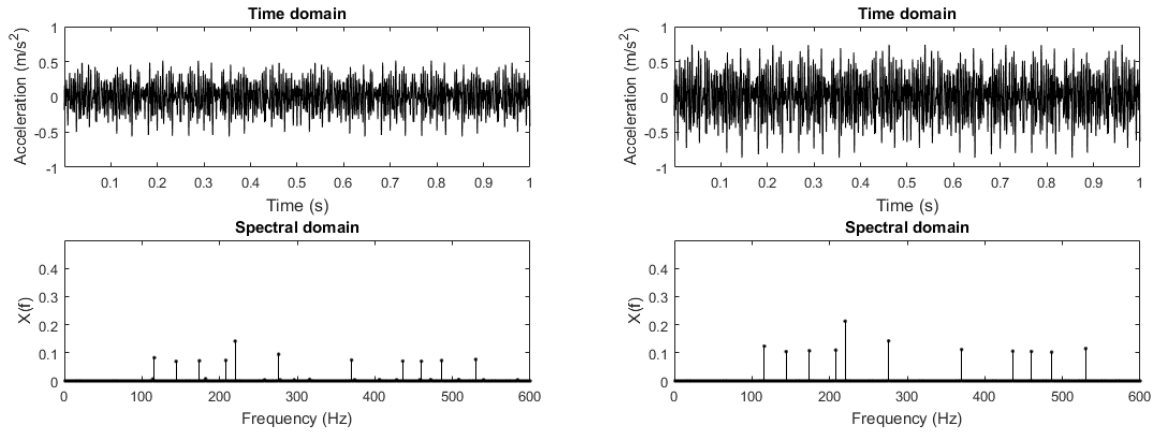 Time domain
1
0.5
0
-0.5
-1
Acceleration (m/s²)
0.1 0.2 0.3 0.4 0.5 0.6 0.7 0.8 0.9 1
Time (s)
Spectral domain
0.4
0.3
0.2
0.1
0
X(f)
0 100 200 300 400 500 600
Frequency (Hz)
Time domain
1
0.5
0
-0.5
-1
Acceleration (m/s²)
0.1 0.2 0.3 0.4 0.5 0.6 0.7 0.8 0.9 1
Time (s)
Spectral domain
0.4
0.3
0.2
0.1
0
X(f)
0 100 200 300 400 500 600
Frequency (Hz)